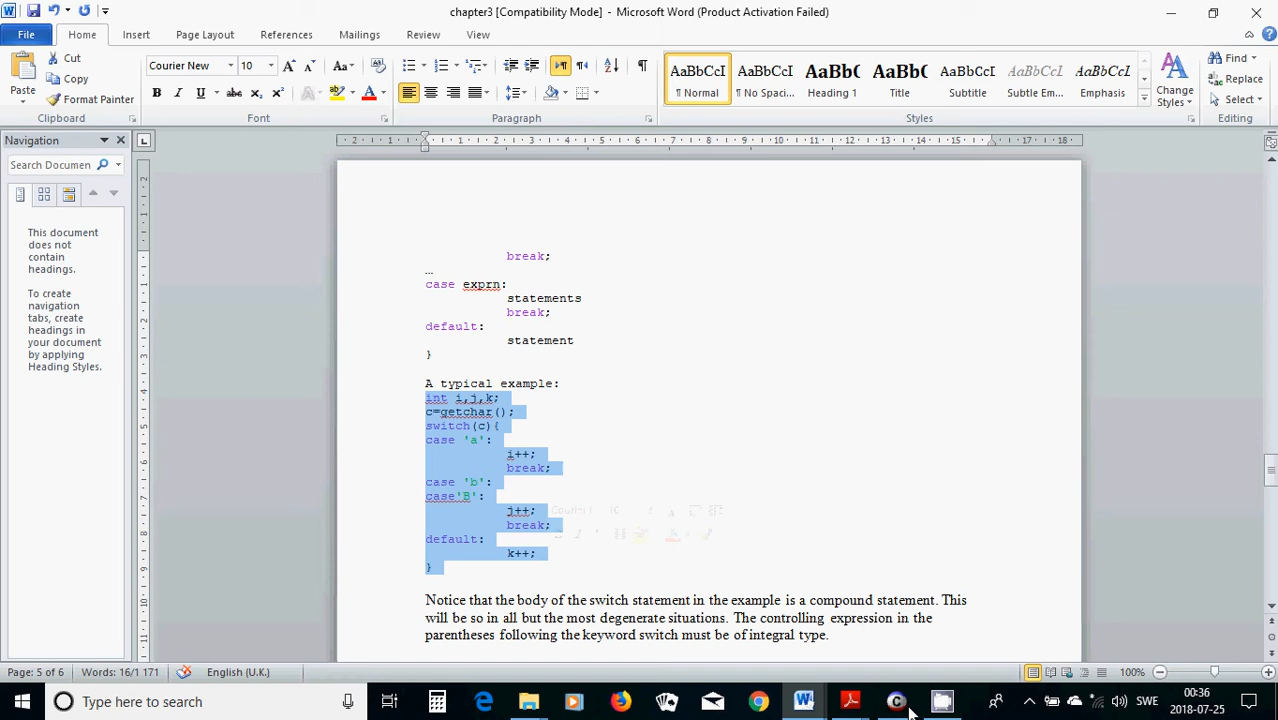 chapter3 [Compatibility Mode] - Microsoft Word (Product Activation Failed)
File Home Insert Page Layout References Mailings Review View
Paste
Cut
Copy
Format Painter
Clipboard
Courier New 10
Font
Paragraph
AaBbCcI AaBbCcI AaBbC AaBbC AaBbCcI AaBbCcI AaBbCcI
¶ Normal ¶ No Spaci... Heading 1 Title Subtitle Subtle Em... Emphasis
Styles
Change Styles
Find
Replace
Select
Editing
Navigation
Search Documen
This document
does not
contain
headings.
To create
navigation
tabs, create
headings in
your document
by applying
Heading Styles.
break;
…
case exprn:
statements
break;
default:
statement
}
A typical example:
int i,j,k;
c=getchar();
switch(c){
case 'a':
i++;
break;
case 'b':
case'B':
j++;
break;
default:
k++;
}
Notice that the body of the switch statement in the example is a compound statement. This
will be so in all but the most degenerate situations. The controlling expression in the
parentheses following the keyword switch must be of integral type.
Page: 5 of 6 Words: 16/1 171 English (U.K.) 100%
Type here to search
SWE
00:36
2018-07-25